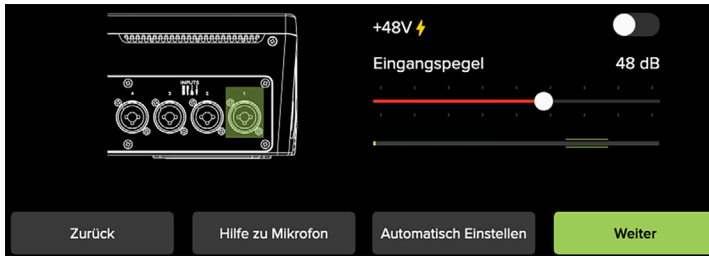 +48V
Eingangspegel 48 dB
INPUTS
4 3 2 1
Zurück Hilfe zu Mikrofon Automatisch Einstellen Weiter